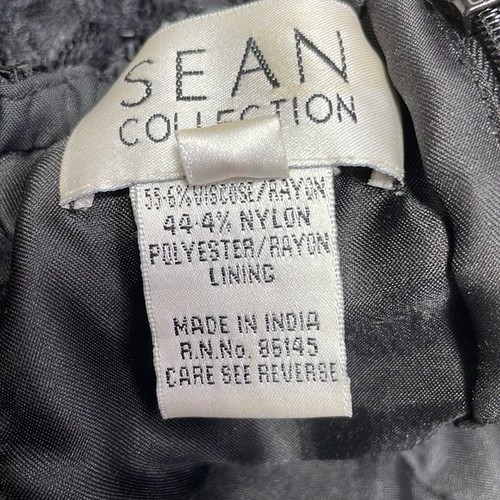 SEAN
COLLECTION
55·6% VISCOSE/RAYON
44·4% NYLON
POLYESTER/RAYON
LINING
MADE IN INDIA
R.N.No. 86145
CARE SEE REVERSE